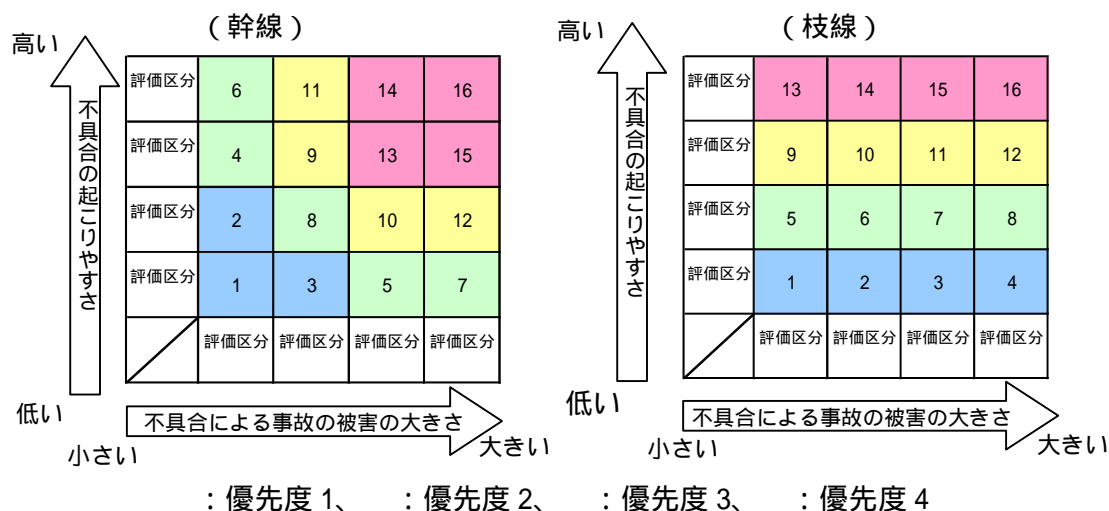 （幹線）
高い
不具合の起こりやすさ
低い
評価区分 6 11 14 16
評価区分 4 9 13 15
評価区分 2 8 10 12
評価区分 1 3 5 7
評価区分 評価区分 評価区分 評価区分
不具合による事故の被害の大きさ
小さい
大きい
（枝線）
高い
不具合の起こりやすさ
低い
評価区分 13 14 15 16
評価区分 9 10 11 12
評価区分 5 6 7 8
評価区分 1 2 3 4
評価区分 評価区分 評価区分 評価区分
不具合による事故の被害の大きさ
小さい
大きい
：優先度 1、　：優先度 2、　：優先度 3、　：優先度 4